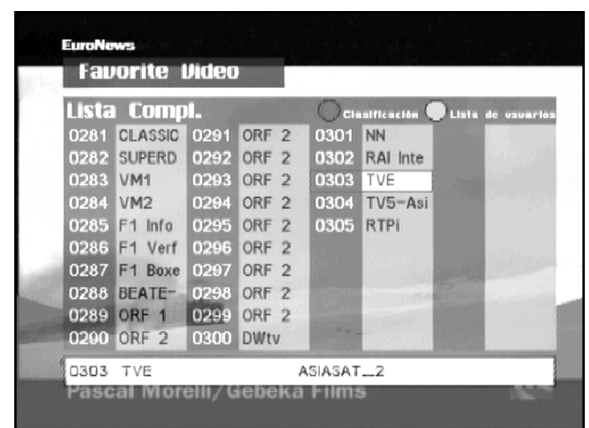 EuroNews
Favorite Video
Lista Compl. Clasificación Lista de usuarios
0281 CLASSIC 0291 ORF 2 0301 NN
0282 SUPERD 0292 ORF 2 0302 RAI Inte
0283 VM1 0293 ORF 2 0303 TVE
0284 VM2 0294 ORF 2 0304 TV5-Asi
0285 F1 Info 0295 ORF 2 0305 RTPi
0286 F1 Verf 0296 ORF 2
0287 F1 Boxe 0297 ORF 2
0288 BEATE- 0298 ORF 2
0289 ORF 1 0299 ORF 2
0290 ORF 2 0300 DWtv
0303 TVE ASIASAT_2
Pascal Morelli/Gebeka Films